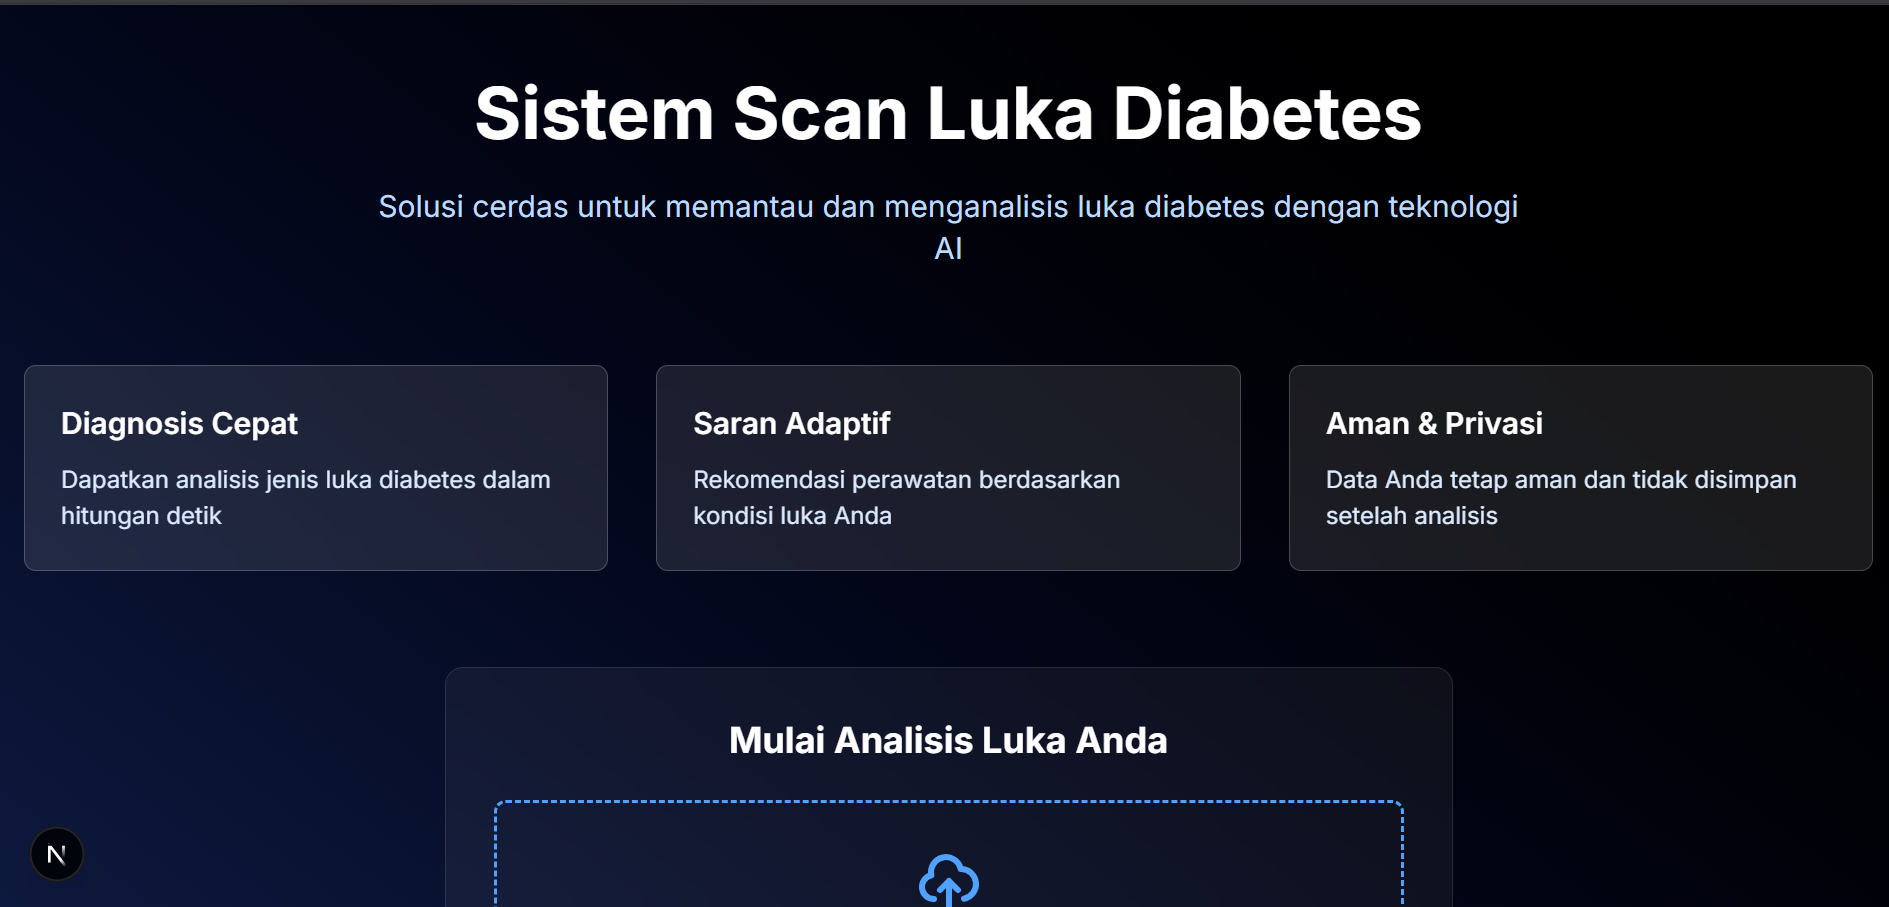 Sistem Scan Luka Diabetes
Solusi cerdas untuk memantau dan menganalisis luka diabetes dengan teknologi
AI
Diagnosis Cepat
Dapatkan analisis jenis luka diabetes dalam
hitungan detik
Saran Adaptif
Rekomendasi perawatan berdasarkan
kondisi luka Anda
Aman & Privasi
Data Anda tetap aman dan tidak disimpan
setelah analisis
Mulai Analisis Luka Anda
N